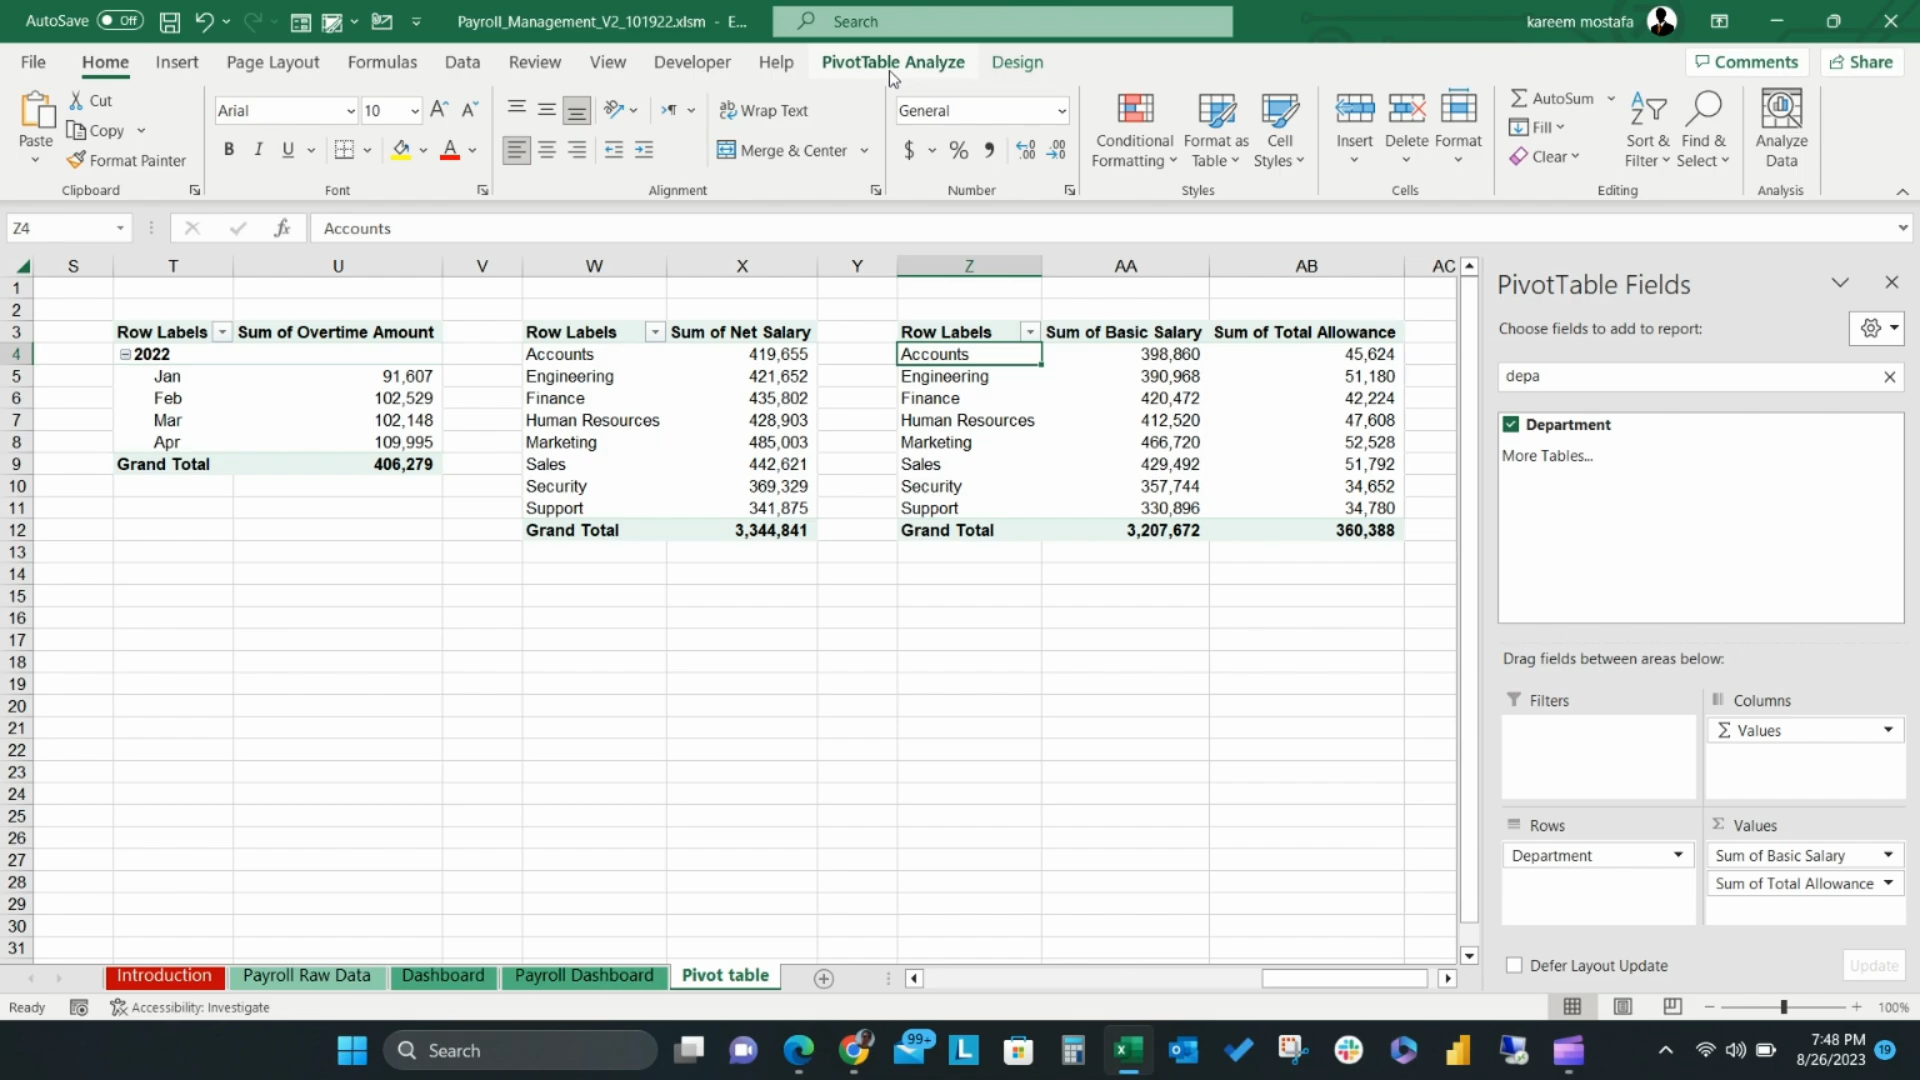 AutoSave Off Payroll_Management_V2_101922.xlsm - E... Search kareem mostafa
File Home Insert Page Layout Formulas Data Review View Developer Help PivotTable Analyze Design Comments Share
Paste
Cut
Copy
Format Painter
Clipboard
Arial 10
B I U A
Font
Wrap Text
Merge & Center
Alignment
General
$ % 9 .00 .00
Number
Conditional Formatting
Format as Table
Cell Styles
Styles
Insert Delete Format
Cells
AutoSum
Fill
Clear
Sort & Filter
Find & Select
Editing
Analyze Data
Analysis
Z4 fx Accounts
S T U V W X Y Z AA AB AC
1
2
3 Row Labels Sum of Overtime Amount Row Labels Sum of Net Salary Row Labels Sum of Basic Salary Sum of Total Allowance
4 2022 Accounts 419,655 Accounts 398,860 45,624
5 Jan 91,607 Engineering 421,652 Engineering 390,968 51,180
6 Feb 102,529 Finance 435,802 Finance 420,472 42,224
7 Mar 102,148 Human Resources 428,903 Human Resources 412,520 47,608
8 Apr 109,995 Marketing 485,003 Marketing 466,720 52,528
9 Grand Total 406,279 Sales 442,621 Sales 429,492 51,792
10 Security 369,329 Security 357,744 34,652
11 Support 341,875 Support 330,896 34,780
12 Grand Total 3,344,841 Grand Total 3,207,672 360,388
13
14
15
16
17
18
19
20
21
22
23
24
25
26
27
28
29
30
31
PivotTable Fields
Choose fields to add to report:
depa
Department
More Tables...
Drag fields between areas below:
Filters Columns
Values
Rows Values
Department Sum of Basic Salary
Sum of Total Allowance
Defer Layout Update Update
Introduction Payroll Raw Data Dashboard Payroll Dashboard Pivot table
Ready Accessibility: Investigate 100%
Search 99+ L 7:48 PM
8/26/2023 19